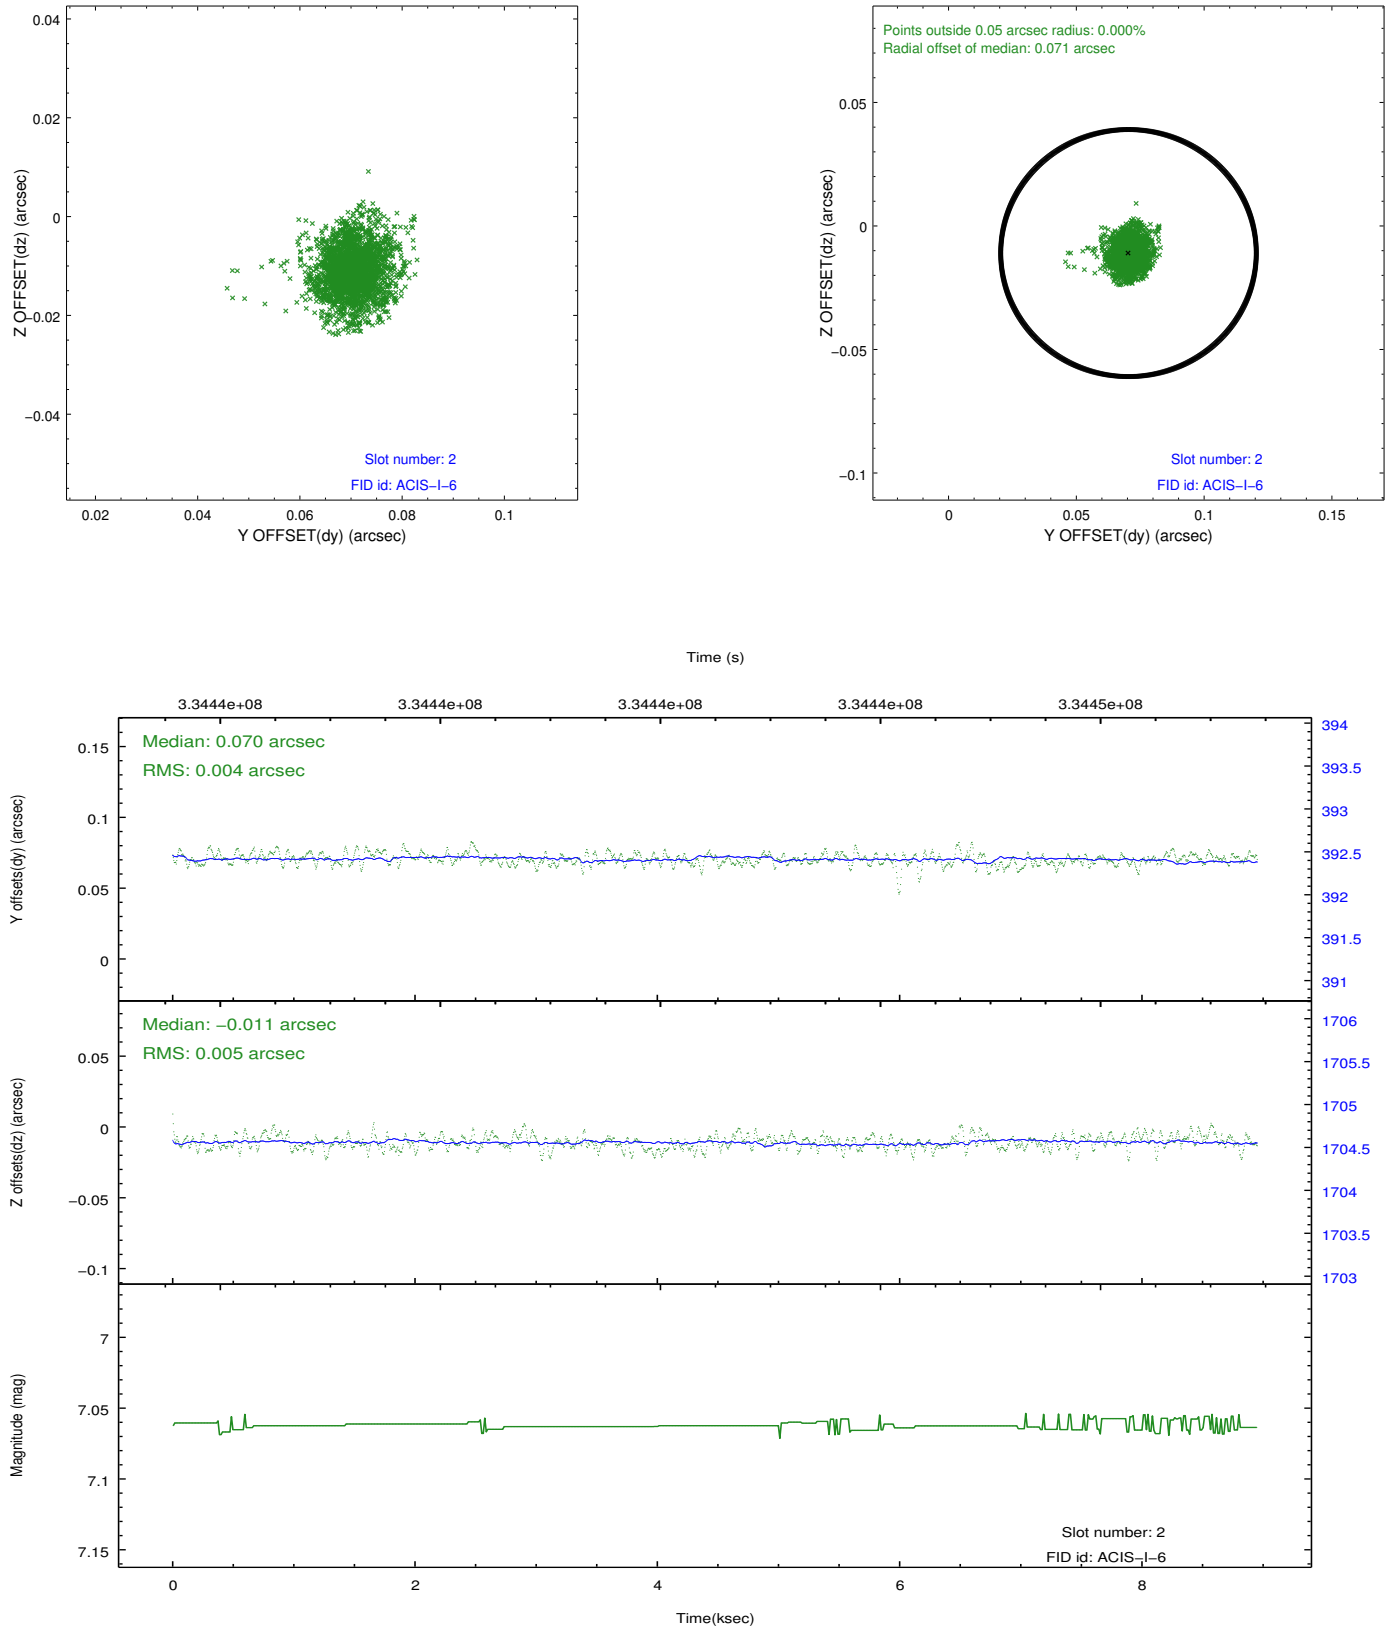 0.04
0.02
0
−0.02
−0.04
Z OFFSET(dz) (arcsec)
Slot number: 2
FID id: ACIS−I−6
0.02
0.04
0.06
0.08
0.1
Y OFFSET(dy) (arcsec)
Points outside 0.05 arcsec radius: 0.000%
Radial offset of median: 0.071 arcsec
0.05
0
−0.05
−0.1
Z OFFSET(dz) (arcsec)
Slot number: 2
FID id: ACIS−I−6
0
0.05
0.1
0.15
Y OFFSET(dy) (arcsec)
Time (s)
3.3444e+08
3.3444e+08
3.3444e+08
3.3444e+08
3.3445e+08
Median: 0.070 arcsec
RMS: 0.004 arcsec
0.15
0.1
0.05
0
Y offsets(dy) (arcsec)
394
393.5
393
392.5
392
391.5
391
Median: −0.011 arcsec
RMS: 0.005 arcsec
0.05
0
−0.05
−0.1
Z offsets(dz) (arcsec)
1706
1705.5
1705
1704.5
1704
1703.5
1703
7
7.05
7.1
7.15
Magnitude (mag)
Slot number: 2
FID id: ACIS−I−6
0
2
4
6
8
Time(ksec)